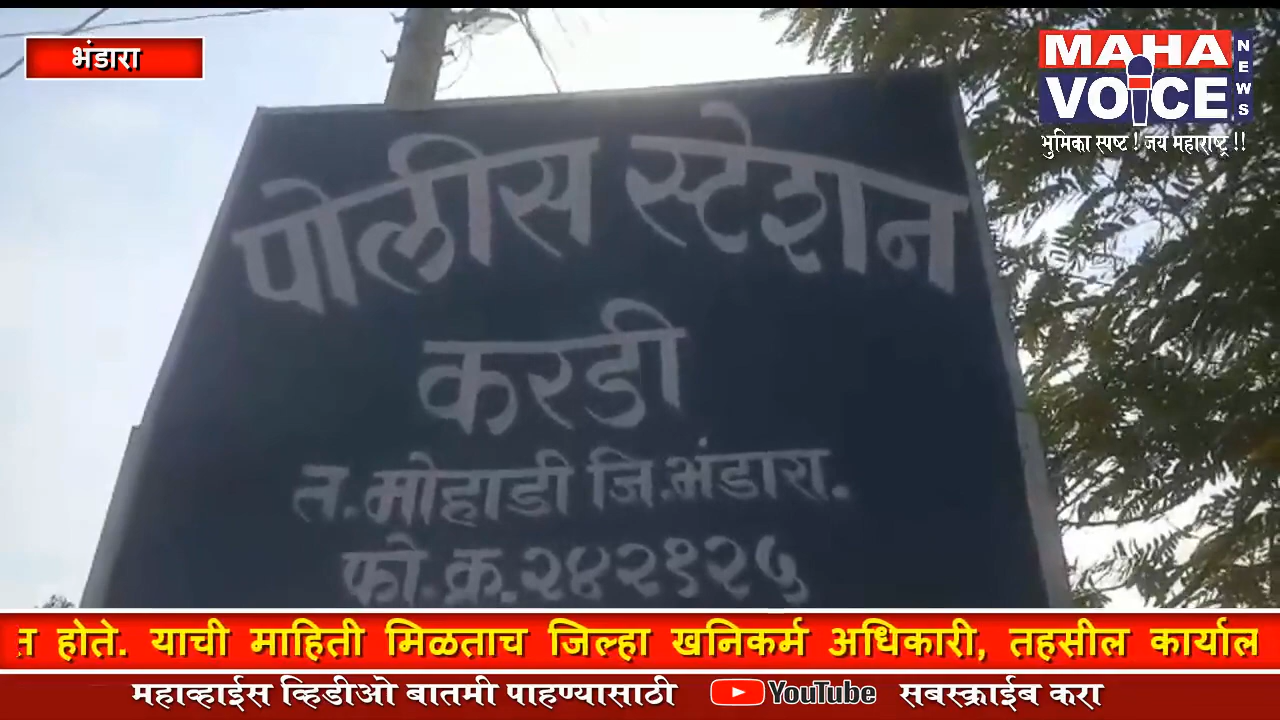 भंडारा
MAHA
VOICE
NEWS
भुमिका स्पष्ट ! जय महाराष्ट्र !!
पोलीस स्टेशन
करडी
त.मोहाडी जि.भंडारा.
फो.क्र.२४२१२५
होते. याची माहिती मिळताच जिल्हा खनिकर्म अधिकारी, तहसील कार्याल
महाव्हाईस व्हिडीओ बातमी पाहण्यासाठी YouTube सबस्क्राईब करा